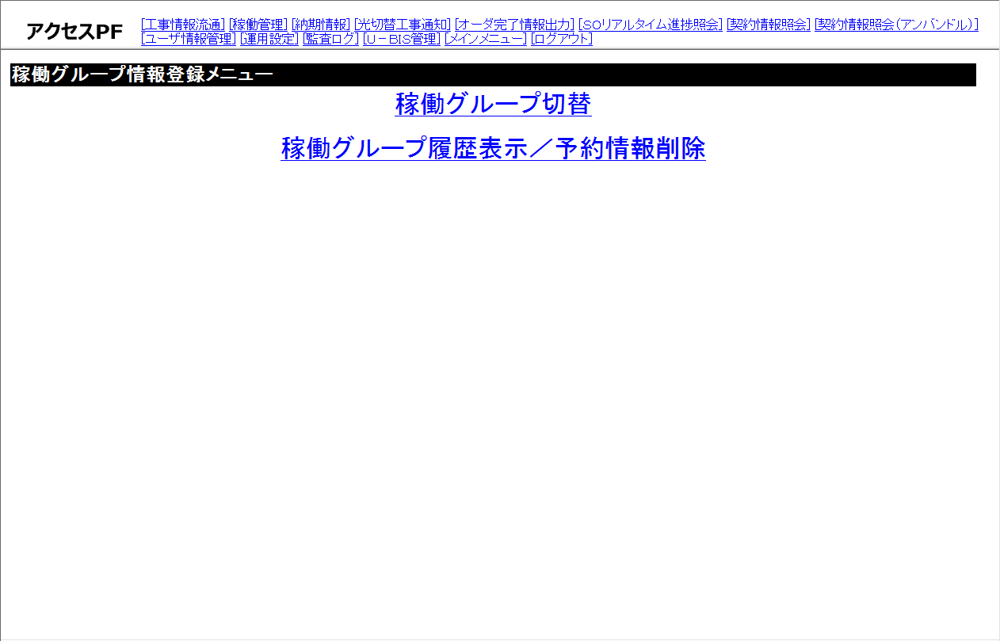 アクセスPF
[工事情報流通] [稼働管理] [納期情報] [光切替工事通知] [オーダ完了情報出力] [SOリアルタイム進捗照会] [契約情報照会] [契約情報照会(アンバンドル)]
[ユーザ情報管理] [運用設定] [監査ログ] [U-BIS管理] [メインメニュー] [ログアウト]
稼働グループ情報登録メニュー
稼働グループ切替
稼働グループ履歴表示／予約情報削除